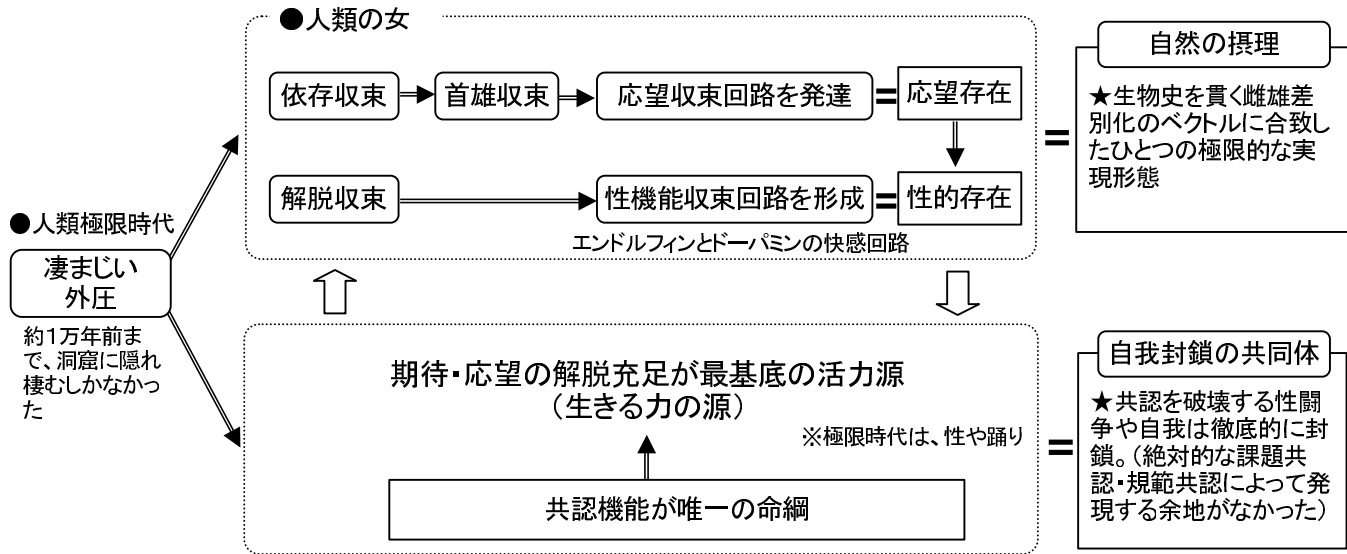 ●人類の女
依存収束
首雄収束
応望収束回路を発達
=
応望存在
解脱収束
性機能収束回路を形成
=
性的存在
エンドルフィンとドーパミンの快感回路
=
自然の摂理
★生物史を貫く雌雄差
別化のベクトルに合致し
たひとつの極限的な実
現形態
●人類極限時代
凄まじい
外圧
約1万年前ま
で、洞窟に隠れ
棲むしかなかっ
た
期待・応望の解脱充足が最基底の活力源
(生きる力の源)
※極限時代は、性や踊り
共認機能が唯一の命綱
=
自我封鎖の共同体
★共認を破壊する性闘
争や自我は徹底的に封
鎖。(絶対的な課題共
認・規範共認によって発
現する余地がなかった)